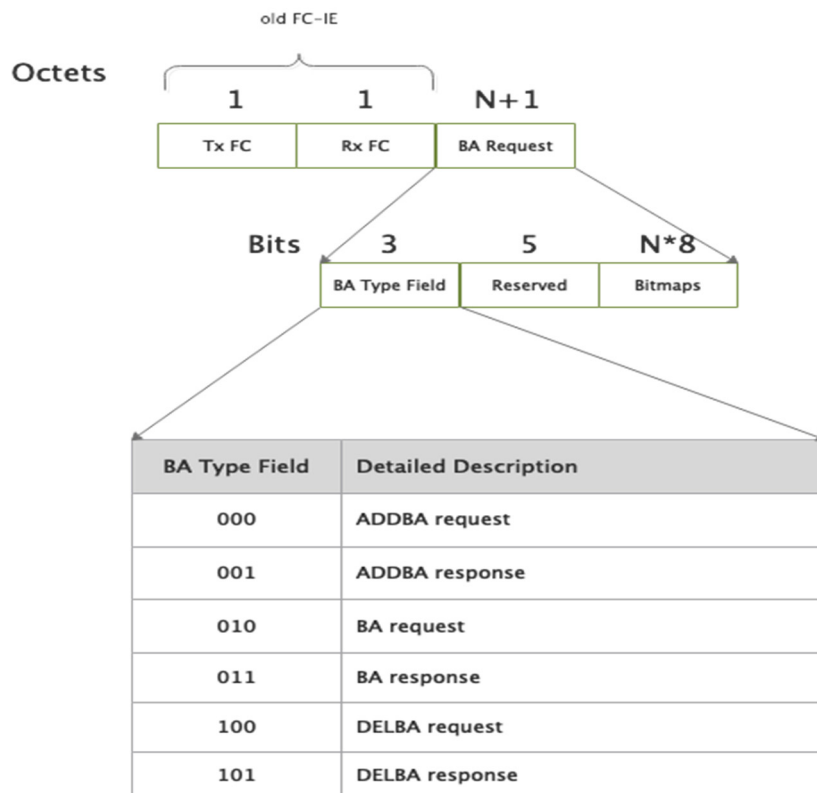 old FC-IE
Octets
1 1 N+1
Tx FC Rx FC BA Request
Bits 3 5 N*8
BA Type Field Reserved Bitmaps
BA Type Field Detailed Description
000 ADDBA request
001 ADDBA response
010 BA request
011 BA response
100 DELBA request
101 DELBA response